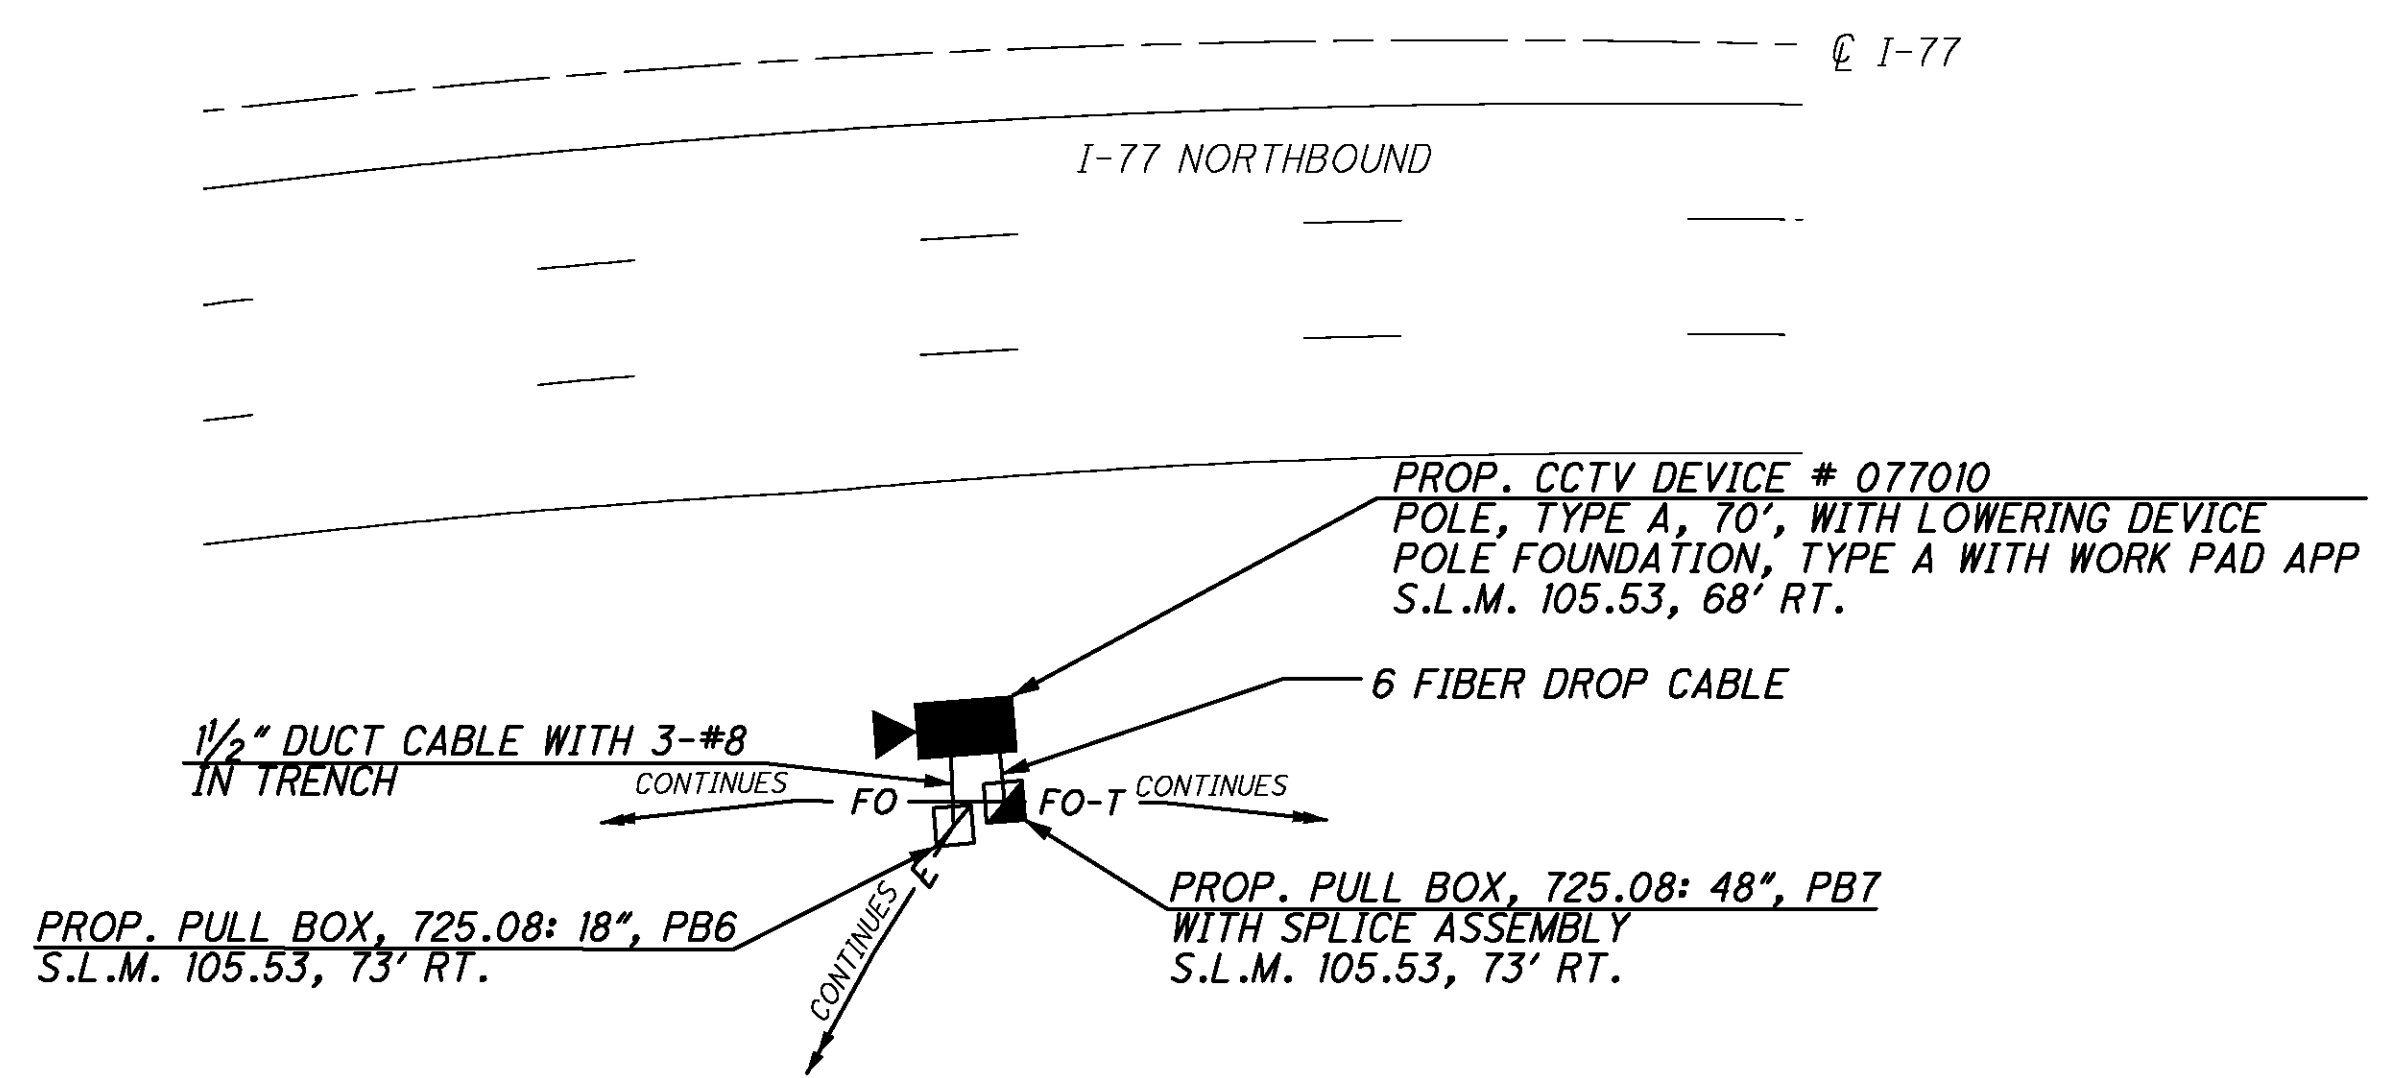 ℄ I-77
I-77 NORTHBOUND
PROP. CCTV DEVICE # 077010
POLE, TYPE A, 70', WITH LOWERING DEVICE
POLE FOUNDATION, TYPE A WITH WORK PAD APP
S.L.M. 105.53, 68' RT.
6 FIBER DROP CABLE
1 1/2" DUCT CABLE WITH 3-#8
IN TRENCH
CONTINUES
FO
FO-T
CONTINUES
E
CONTINUES
PROP. PULL BOX, 725.08: 18", PB6
S.L.M. 105.53, 73' RT.
PROP. PULL BOX, 725.08: 48", PB7
WITH SPLICE ASSEMBLY
S.L.M. 105.53, 73' RT.